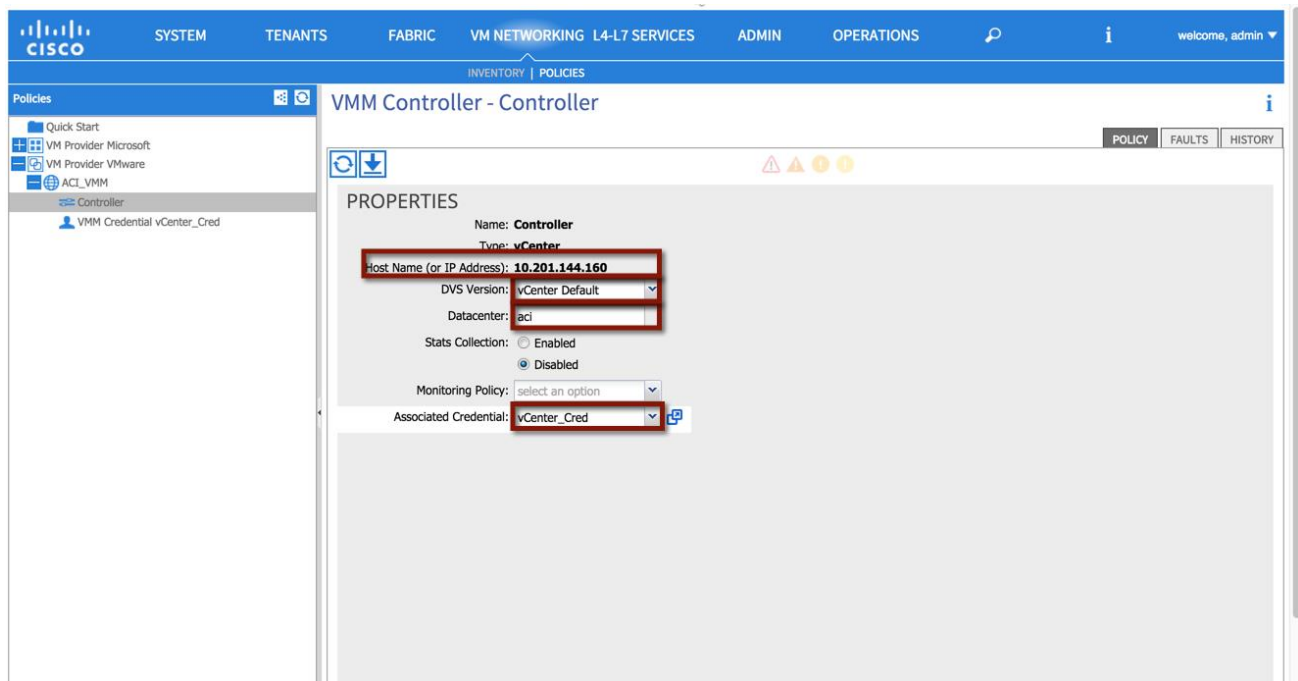 CISCO SYSTEM TENANTS FABRIC VM NETWORKING L4-L7 SERVICES ADMIN OPERATIONS i welcome, admin
INVENTORY | POLICIES
Policies
Quick Start
VM Provider Microsoft
VM Provider VMware
ACI_VMM
Controller
VMM Credential vCenter_Cred
VMM Controller - Controller i
POLICY FAULTS HISTORY
PROPERTIES
Name: Controller
Type: vCenter
Host Name (or IP Address): 10.201.144.160
DVS Version: vCenter Default
Datacenter: aci
Stats Collection: Enabled
Disabled
Monitoring Policy: select an option
Associated Credential: vCenter_Cred